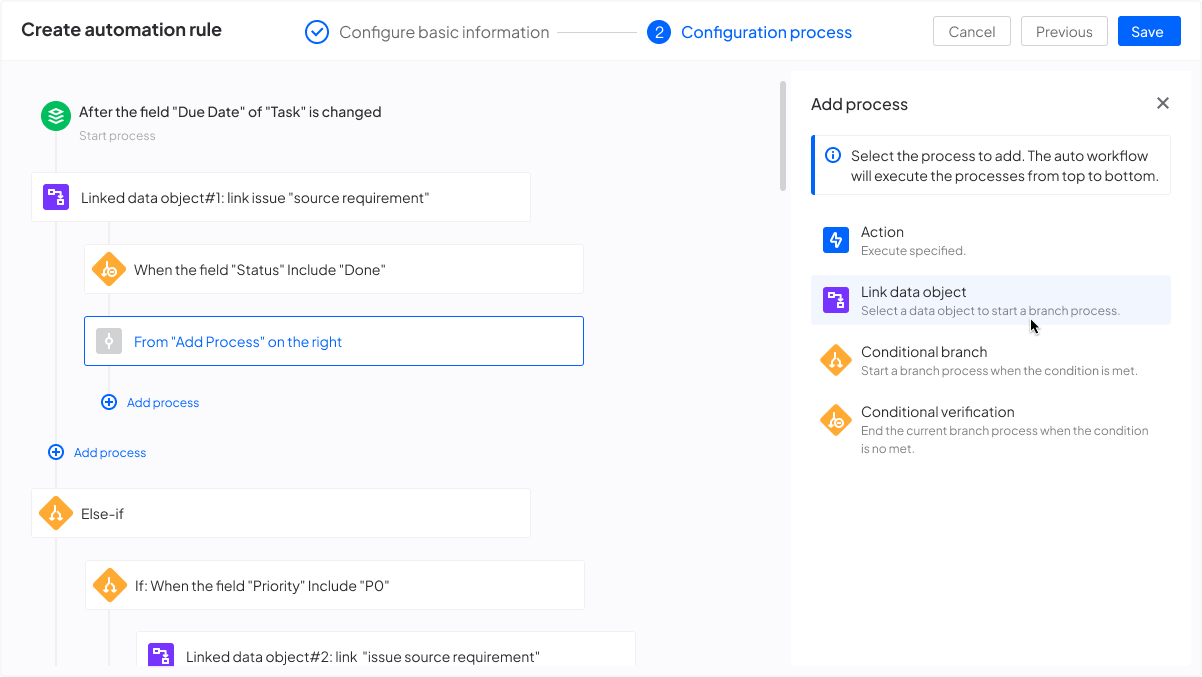 Create automation rule
Configure basic information
2 Configuration process
Cancel
Previous
Save
After the field "Due Date" of "Task" is changed
Start process
Linked data object#1: link issue "source requirement"
When the field "Status" Include "Done"
From "Add Process" on the right
Add process
Add process
Else-if
If: When the field "Priority" Include "P0"
Linked data object#2: link "issue source requirement"
Add process
Select the process to add. The auto workflow
will execute the processes from top to bottom.
Action
Execute specified.
Link data object
Select a data object to start a branch process.
Conditional branch
Start a branch process when the condition is met.
Conditional verification
End the current branch process when the condition
is no met.